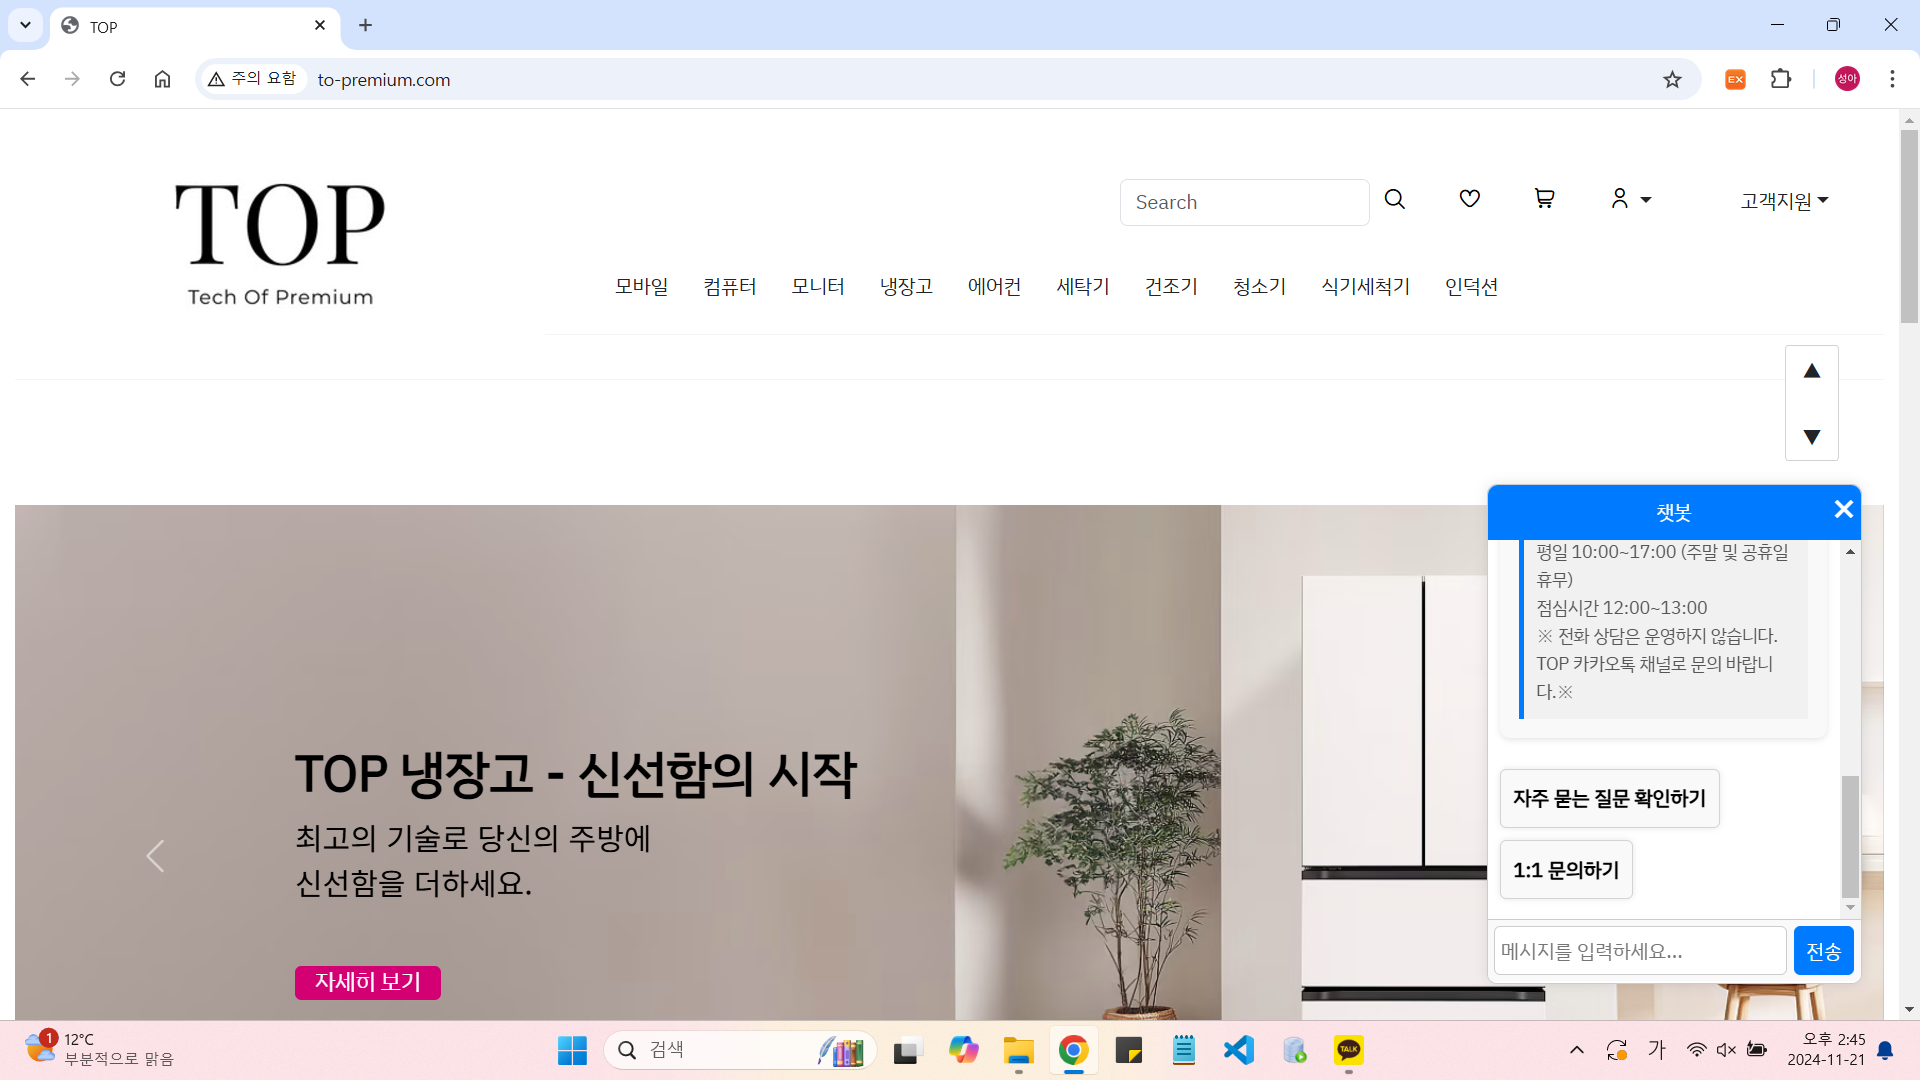 TOP
주의 요함
to-premium.com
EX
성아
TOP
Tech Of Premium
Search
고객지원
모바일 컴퓨터 모니터 냉장고 에어컨 세탁기 건조기 청소기 식기세척기 인덕션
TOP 냉장고 - 신선함의 시작
최고의 기술로 당신의 주방에
신선함을 더하세요.
자세히 보기
챗봇
평일 10:00~17:00 (주말 및 공휴일
휴무)
점심시간 12:00~13:00
※ 전화 상담은 운영하지 않습니다.
TOP 카카오톡 채널로 문의 바랍니
다.※
자주 묻는 질문 확인하기
1:1 문의하기
메시지를 입력하세요...
전송
1
12°C
부분적으로 맑음
검색
TALK
가
오후 2:45
2024-11-21